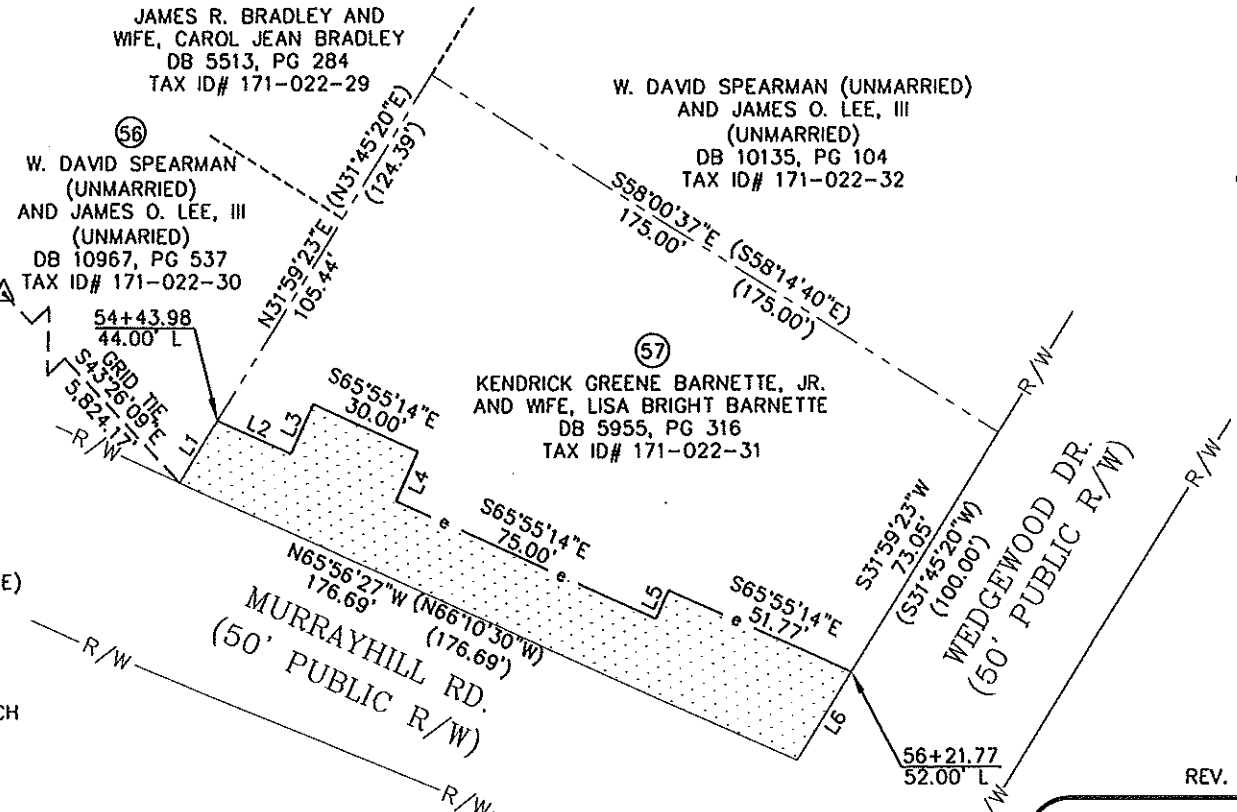 JAMES R. BRADLEY AND
WIFE, CAROL JEAN BRADLEY
DB 5513, PG 284
TAX ID# 171-022-29
W. DAVID SPEARMAN (UNMARRIED)
AND JAMES O. LEE, III
(UNMARRIED)
DB 10135, PG 104
TAX ID# 171-022-32
56
W. DAVID SPEARMAN
(UNMARRIED)
AND JAMES O. LEE, III
(UNMARIED)
DB 10967, PG 537
TAX ID# 171-022-30
54+43.98
44.00' L
GRID TIE
S43°26'09"E
5,824.17'
N31°59'23"E (N31°45'20"E)
105.44' (124.39')
S58°00'37"E (S58°14'40"E)
175.00' (175.00')
57
KENDRICK GREENE BARNETTE, JR.
AND WIFE, LISA BRIGHT BARNETTE
DB 5955, PG 316
TAX ID# 171-022-31
L1
L2
L3
S65°55'14"E
30.00'
L4
e
S65°55'14"E
75.00'
e
L5
S65°55'14"E
51.77'
e
L6
S31°59'23"W
73.05'
(S31°45'20"W)
(100.00')
WEDGEWOOD DR.
(50' PUBLIC R/W)
R/W
R/W
R/W
N65°56'27"W (N66°10'30"W)
176.69' (176.69')
MURRAYHILL RD.
(50' PUBLIC R/W)
R/W
R/W
E)
CH
56+21.77
52.00' L
/W
REV.